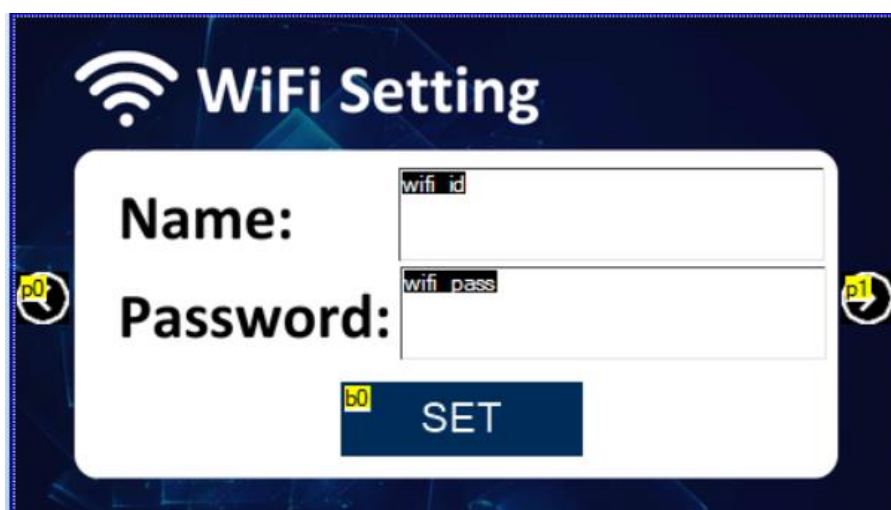 WiFi Setting
Name:
wifi_id
p0
Password:
wifi_pass
p1
b0
SET